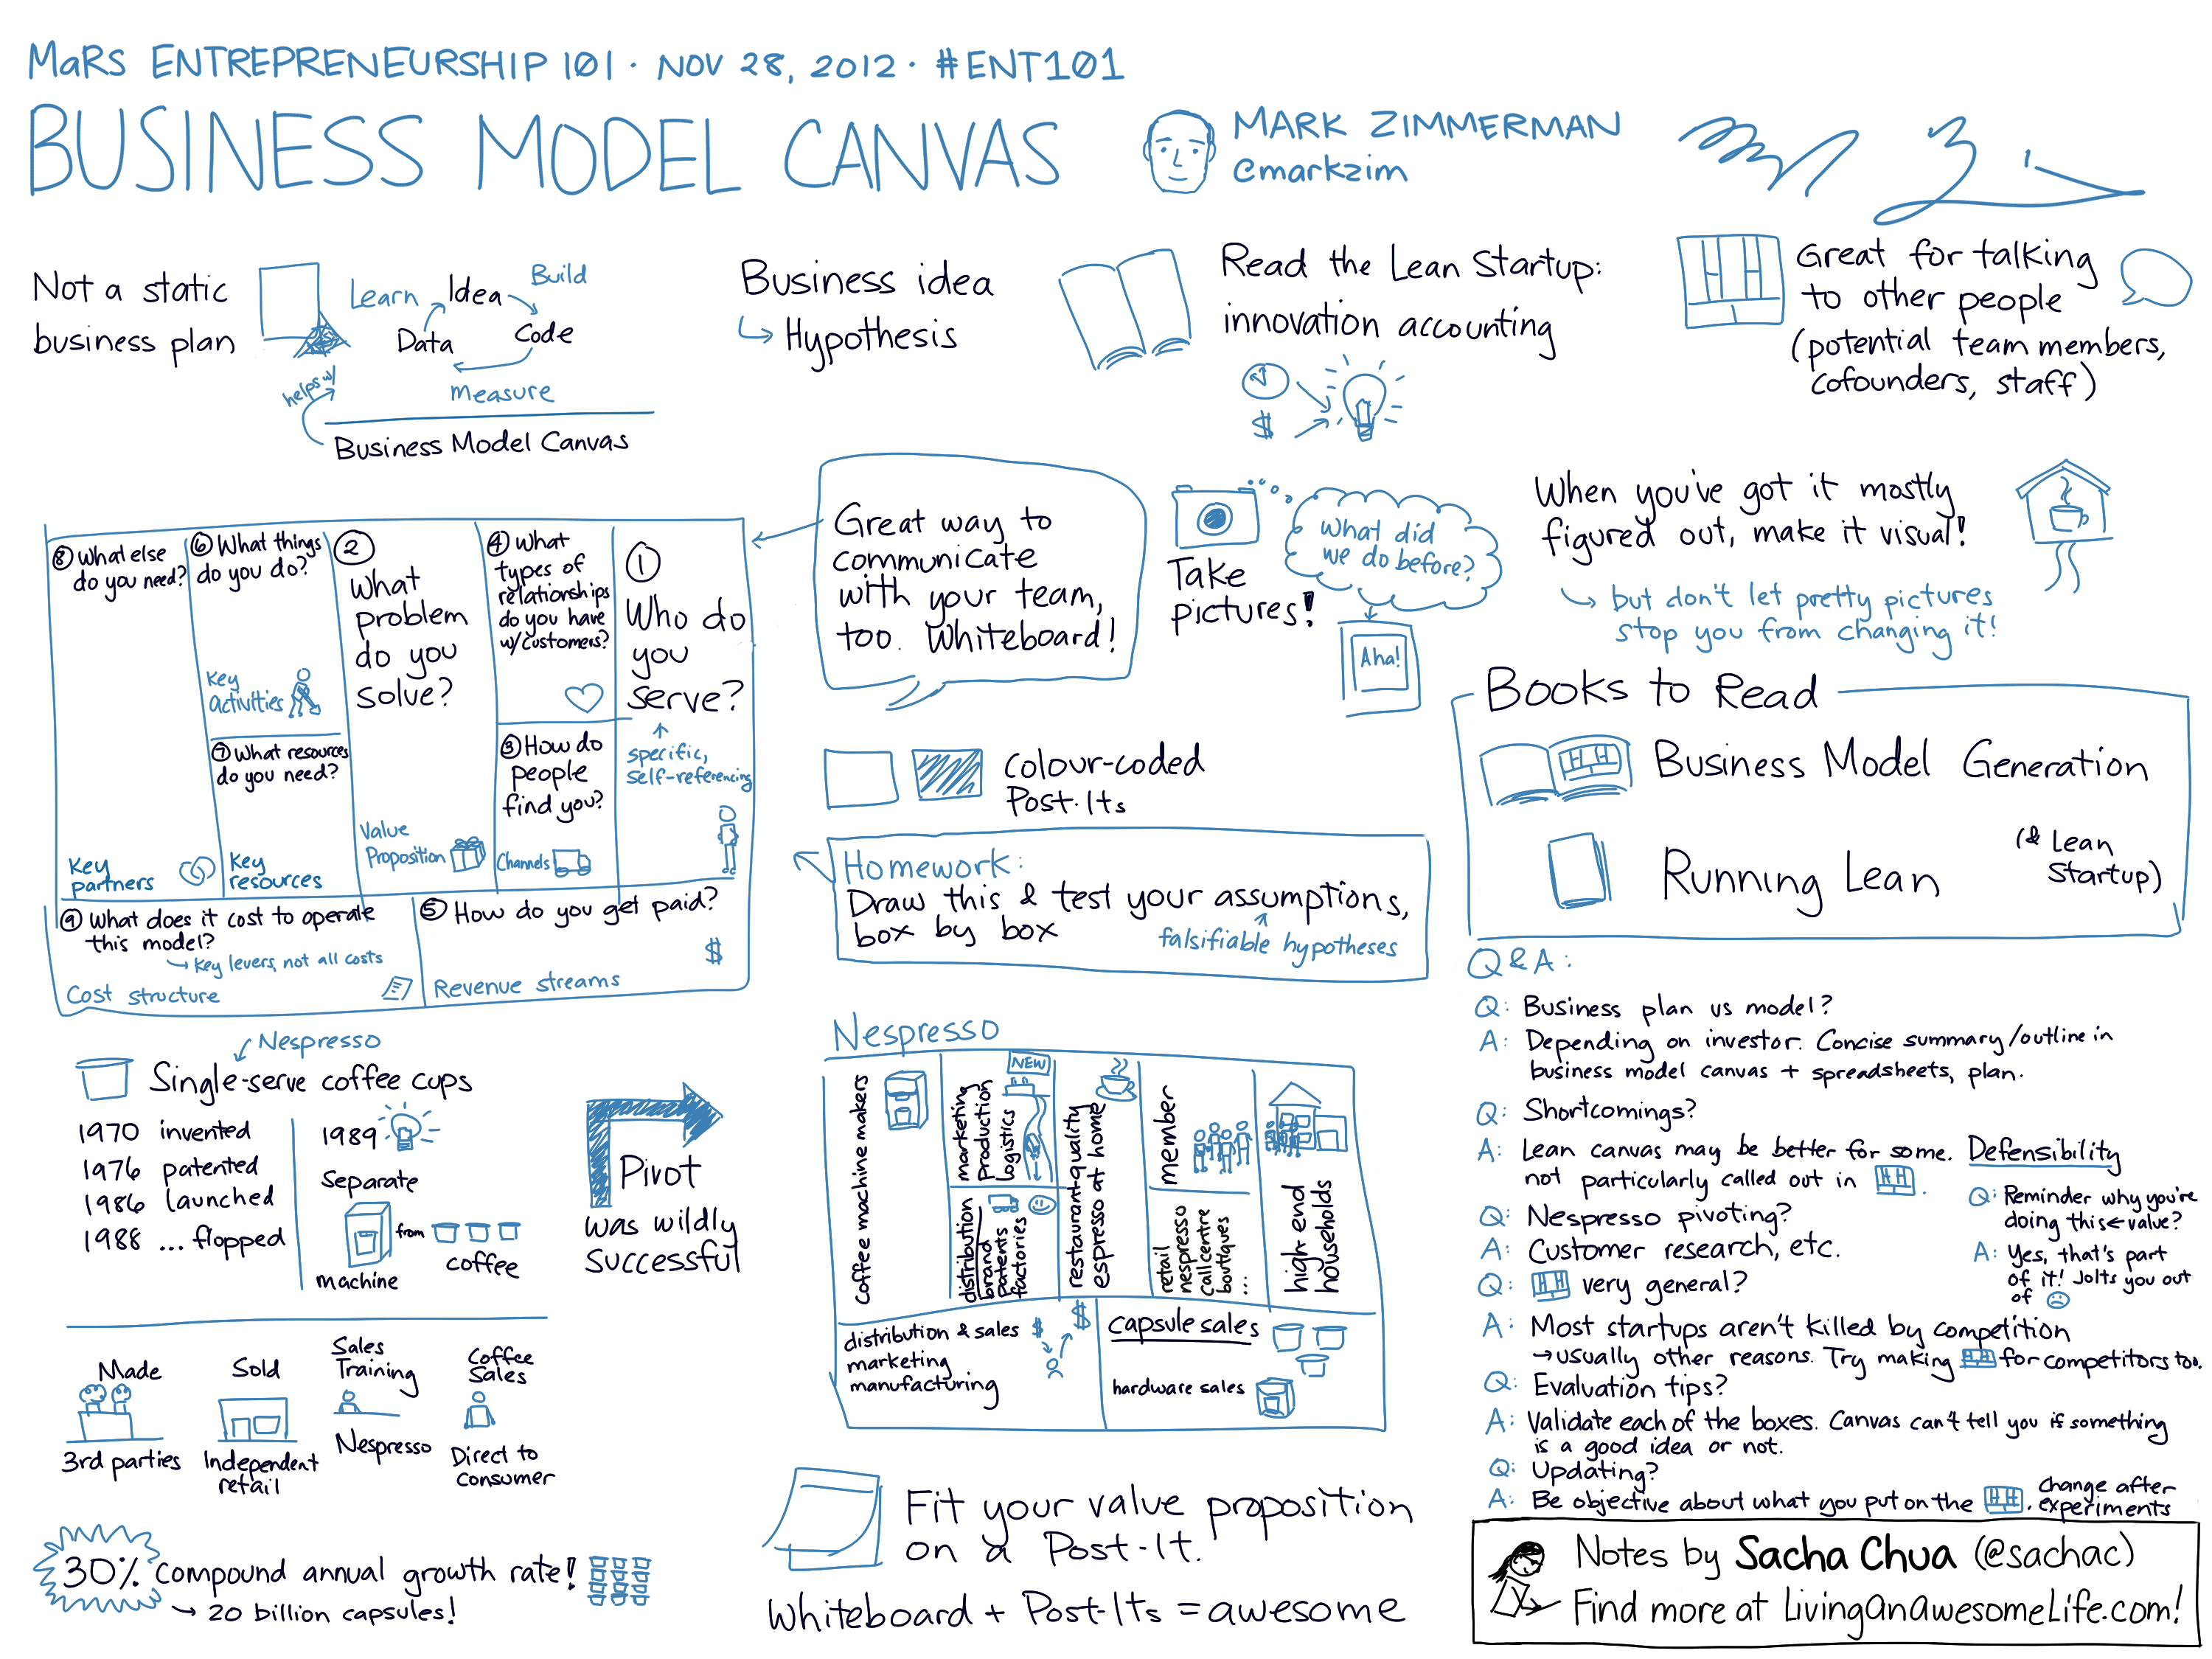 MaRS ENTREPRENEURSHIP 101 · NOV 28, 2012 · #ENT101
BUSINESS MODEL CANVAS
MARK ZIMMERMAN
@markzim
Not a static
business plan
Learn
Idea
Build
Data
Code
measure
helps w/
Business Model Canvas
Business idea
Hypothesis
Read the Lean Startup:
innovation accounting
$
Great for talking
to other people
(potential team members,
cofounders, staff)
⑧ What else
do you need?
Key
partners
⑥ What things
do you do?
Key
Activities
⑦ What resources
do you need?
Key
resources
②
What
problem
do you
solve?
Value
Proposition
④ What
types of
relationships
do you have
w/customers?
③ How do
people
find you?
Channels
①
Who do
you
serve?
specific,
self-referencing
⑨ What does it cost to operate
this model?
→ Key levers, not all costs
Cost structure
⑤ How do you get paid?
$
Revenue streams
Great way to
communicate
with your team,
too. Whiteboard!
Take
pictures!
What did
we do before?
Aha!
When you've got it mostly
figured out, make it visual!
but don't let pretty pictures
stop you from changing it!
Colour-coded
Post-Its
Homework:
Draw this & test your assumptions,
box by box
falsifiable hypotheses
Books to Read
Business Model Generation
Running Lean
(& Lean
Startup)
Nespresso
Single-serve coffee cups
1970 invented
1976 patented
1986 launched
1988 ... flopped
1989
Separate
machine
from
coffee
Pivot
was wildly
successful
Made
3rd parties
Sold
Independent
retail
Sales
Training
Nespresso
Coffee
Sales
Direct to
consumer
30% compound annual growth rate!
→ 20 billion capsules!
Nespresso
coffee machine makers
marketing
production
logistics
NEW
distribution
brand
patents
factories
restaurant-quality
espresso at home
member
retail
nespresso
call centre
boutiques
...
high end
households
distribution & sales
marketing
manufacturing
$
$
capsule sales
hardware sales
Fit your value proposition
on a Post-It.
Whiteboard + Post-Its = awesome
Q&A:
Q: Business plan vs model?
A: Depending on investor. Concise summary/outline in
business model canvas + spreadsheets, plan.
Q: Shortcomings?
A: Lean canvas may be better for some. Defensibility
not particularly called out in
Q: Nespresso pivoting?
A: Customer research, etc.
Q: Reminder why you're
doing this ← value?
A: Yes, that's part
of it! Jolts you out
of
Q: very general?
A: Most startups aren't killed by competition
→ usually other reasons. Try making for competitors too.
Q: Evaluation tips?
A: Validate each of the boxes. Canvas can't tell you if something
is a good idea or not.
Q: Updating?
A: Be objective about what you put on the . change after
experiments
Notes by Sacha Chua (@sachac)
Find more at LivingAnAwesomeLife.com!